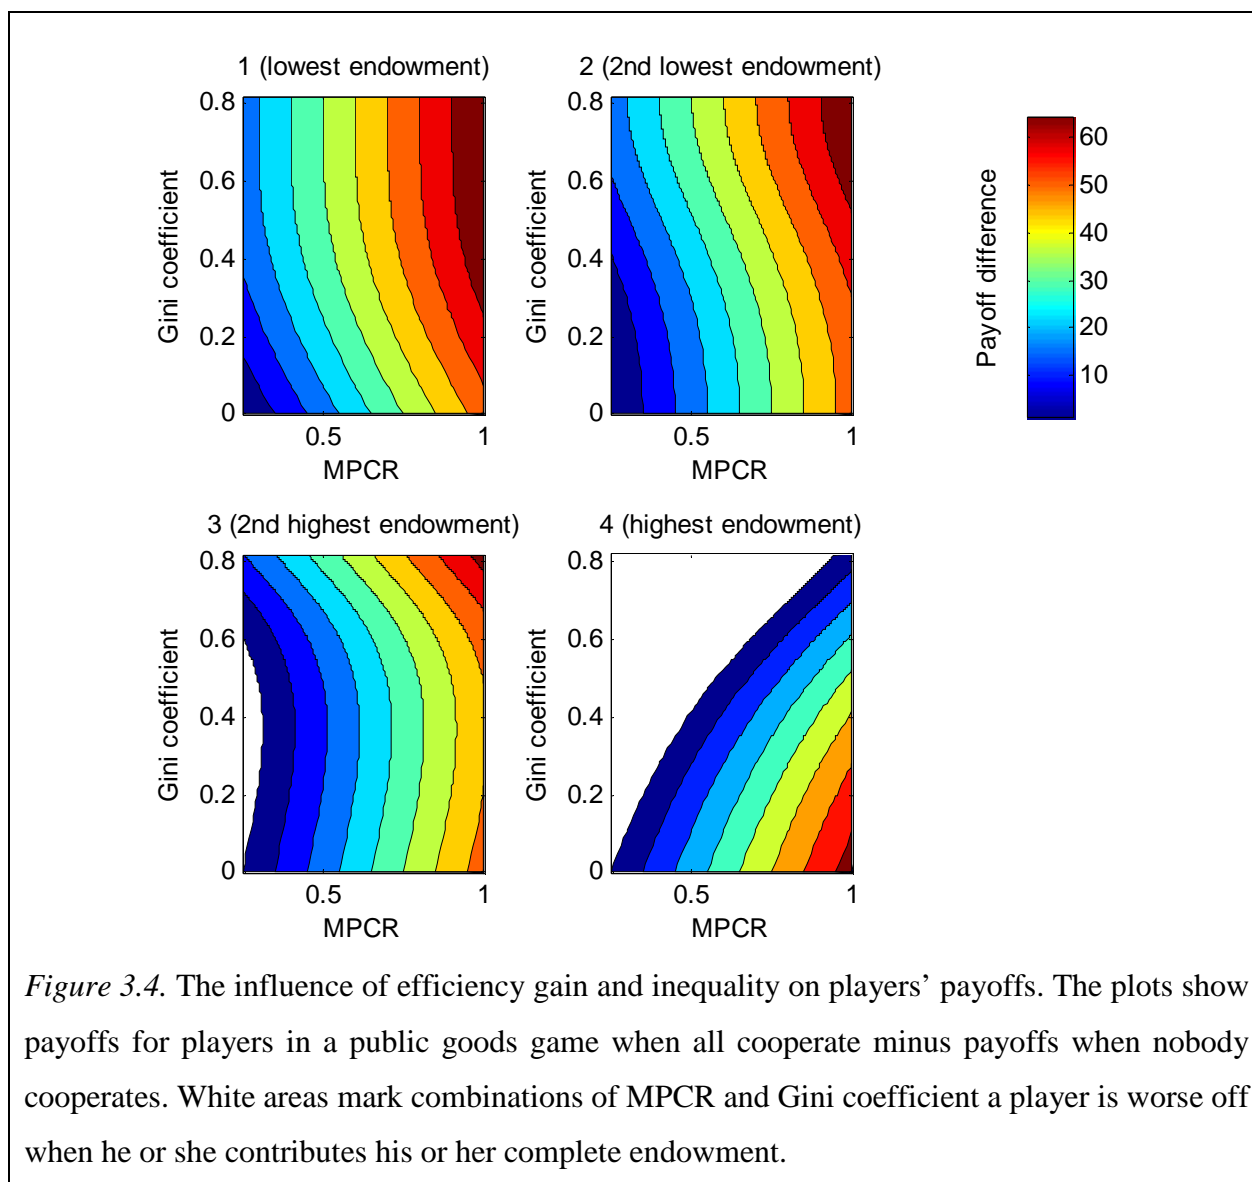 1 (lowest endowment)
2 (2nd lowest endowment)
0.8
0.6
0.4
0.2
0
Gini coefficient
0.5
1
MPCR
0.8
0.6
0.4
0.2
0
Gini coefficient
0.5
1
MPCR
60
50
40
30
20
10
Payoff difference
3 (2nd highest endowment)
4 (highest endowment)
0.8
0.6
0.4
0.2
0
Gini coefficient
0.5
1
MPCR
0.8
0.6
0.4
0.2
0
Gini coefficient
0.5
1
MPCR
Figure 3.4. The influence of efficiency gain and inequality on players’ payoffs. The plots show
payoffs for players in a public goods game when all cooperate minus payoffs when nobody
cooperates. White areas mark combinations of MPCR and Gini coefficient a player is worse off
when he or she contributes his or her complete endowment.